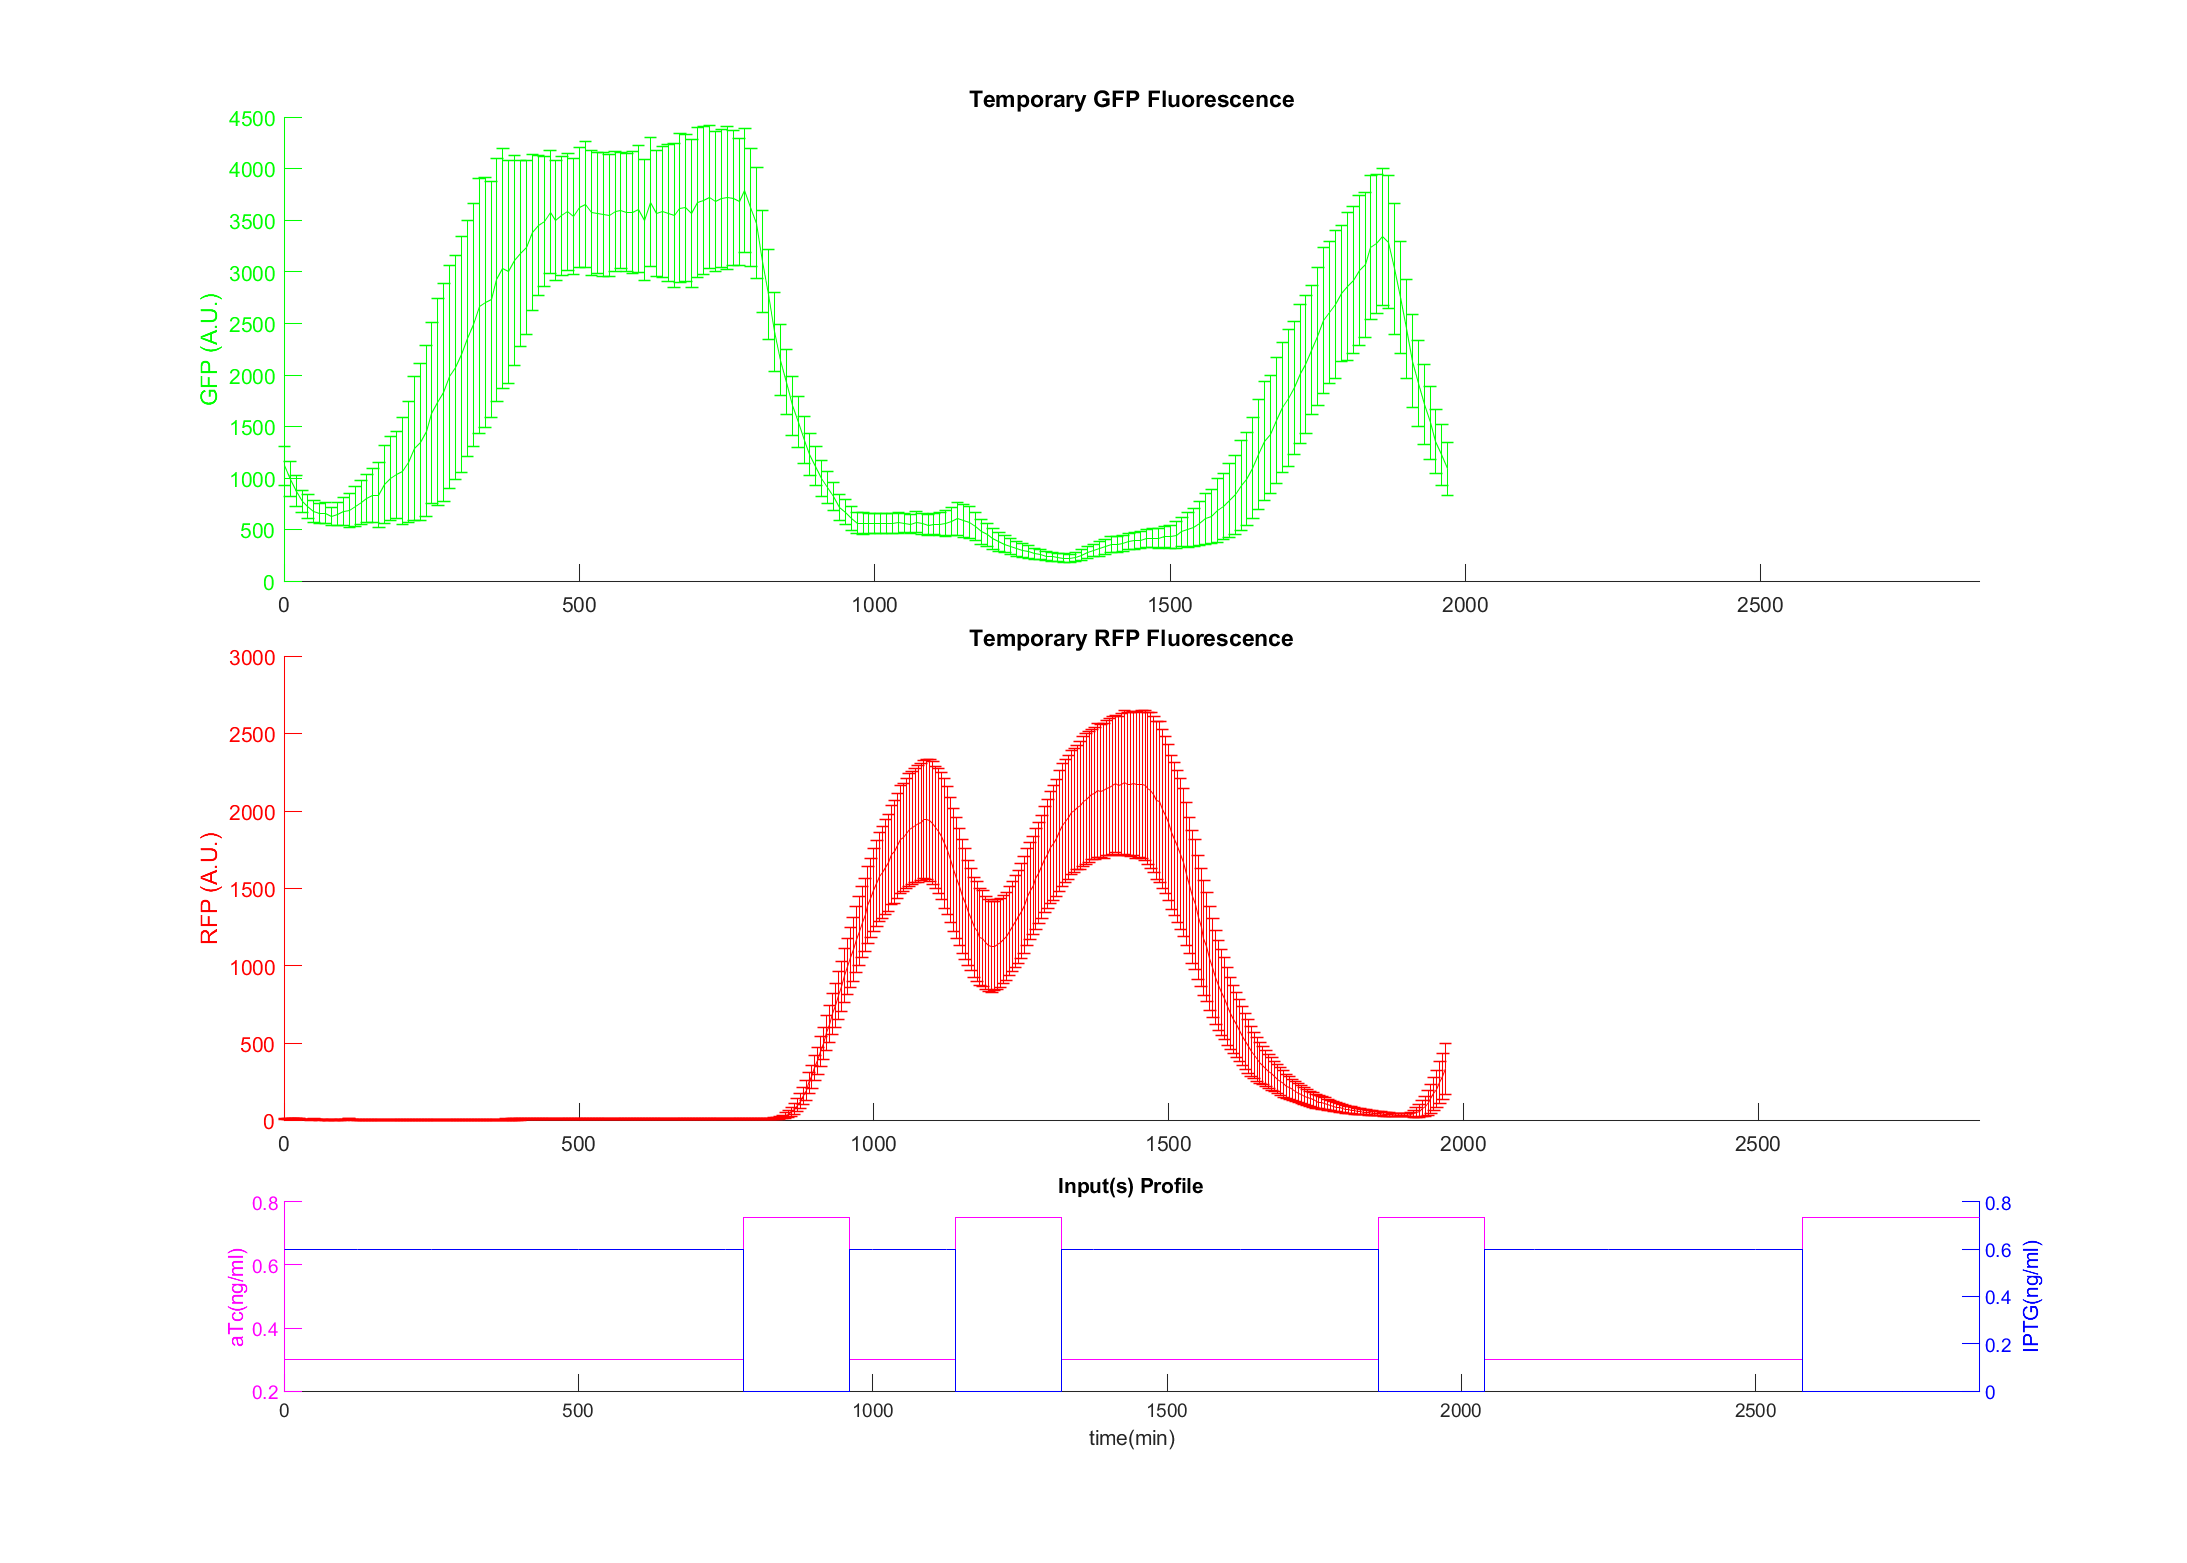 Temporary GFP Fluorescence
4500
4000
3500
3000
2500
2000
1500
1000
500
0
GFP (A.U.)
0 500 1000 1500 2000 2500
Temporary RFP Fluorescence
3000
2500
2000
1500
1000
500
0
RFP (A.U.)
0 500 1000 1500 2000 2500
Input(s) Profile
0.8
0.6
0.4
0.2
aTc(ng/ml)
0.8
0.6
0.4
0.2
0
IPTG(ng/ml)
0 500 1000 1500 2000 2500
time(min)